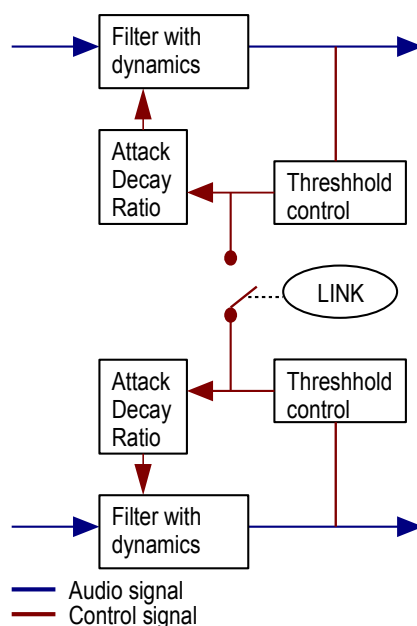 Filter with
dynamics
Attack
Decay
Ratio
Threshhold
control
LINK
Attack
Decay
Ratio
Threshhold
control
Filter with
dynamics
Audio signal
Control signal